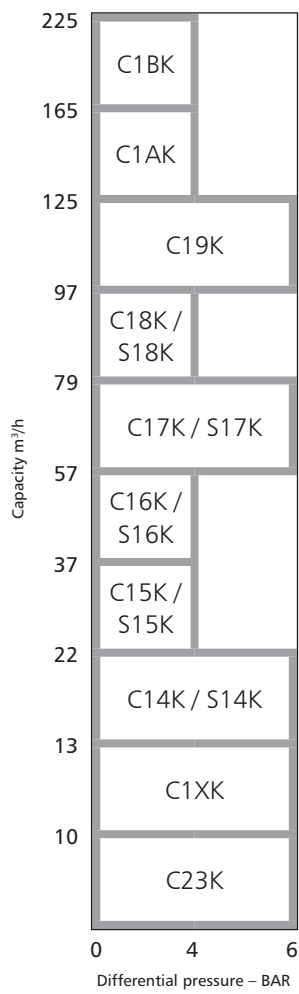 225
C1BK
165
C1AK
125
C19K
97
C18K /
S18K
79
C17K / S17K
57
C16K /
S16K
37
C15K /
S15K
22
C14K / S14K
13
C1XK
10
C23K
Capacity m³/h
0 4 6
Differential pressure – BAR